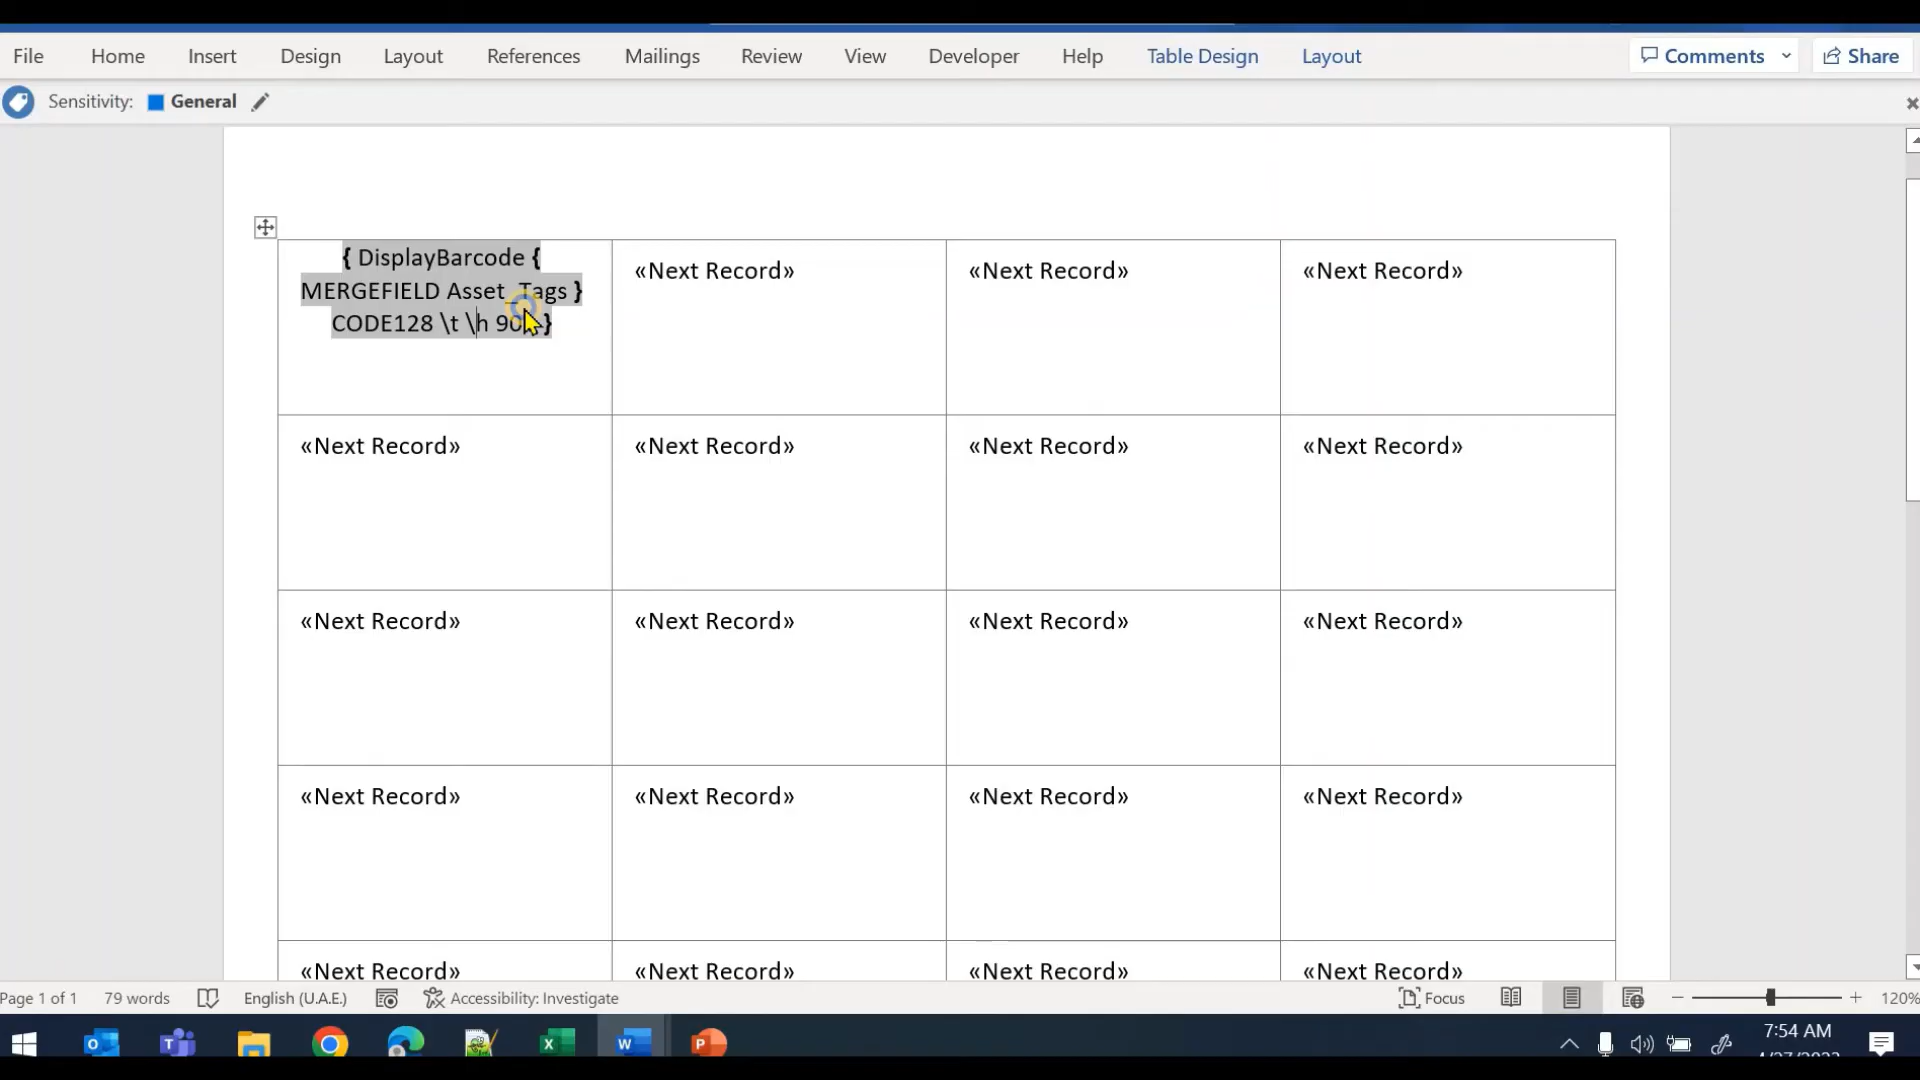 File Home Insert Design Layout References Mailings Review View Developer Help Table Design Layout Comments Share
Sensitivity: General
{ DisplayBarcode {
MERGEFIELD Asset_Tags }
CODE128 \t \h 90 }
«Next Record» «Next Record» «Next Record»
«Next Record» «Next Record» «Next Record» «Next Record»
«Next Record» «Next Record» «Next Record» «Next Record»
«Next Record» «Next Record» «Next Record» «Next Record»
«Next Record» «Next Record» «Next Record» «Next Record»
Page 1 of 1 79 words English (U.A.E.) Accessibility: Investigate Focus 120%
7:54 AM